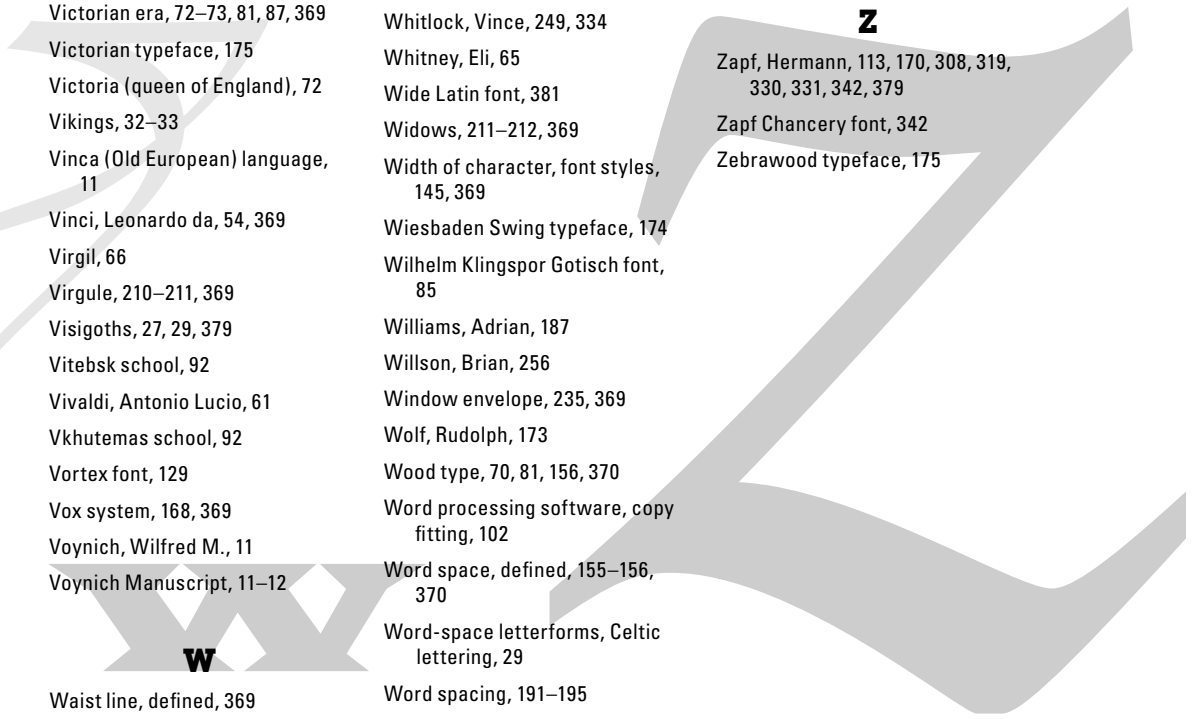 Victorian era, 72–73, 81, 87, 369
Victorian typeface, 175
Victoria (queen of England), 72
Vikings, 32–33
Vinca (Old European) language,
11
Vinci, Leonardo da, 54, 369
Virgil, 66
Virgule, 210–211, 369
Visigoths, 27, 29, 379
Vitebsk school, 92
Vivaldi, Antonio Lucio, 61
Vkhutemas school, 92
Vortex font, 129
Vox system, 168, 369
Voynich, Wilfred M., 11
Voynich Manuscript, 11–12
W
Waist line, defined, 369
Whitlock, Vince, 249, 334
Whitney, Eli, 65
Wide Latin font, 381
Widows, 211–212, 369
Width of character, font styles,
145, 369
Wiesbaden Swing typeface, 174
Wilhelm Klingspor Gotisch font,
85
Williams, Adrian, 187
Willson, Brian, 256
Window envelope, 235, 369
Wolf, Rudolph, 173
Wood type, 70, 81, 156, 370
Word processing software, copy
fitting, 102
Word space, defined, 155–156,
370
Word-space letterforms, Celtic
lettering, 29
Word spacing, 191–195
Z
Zapf, Hermann, 113, 170, 308, 319,
330, 331, 342, 379
Zapf Chancery font, 342
Zebrawood typeface, 175
W
Z